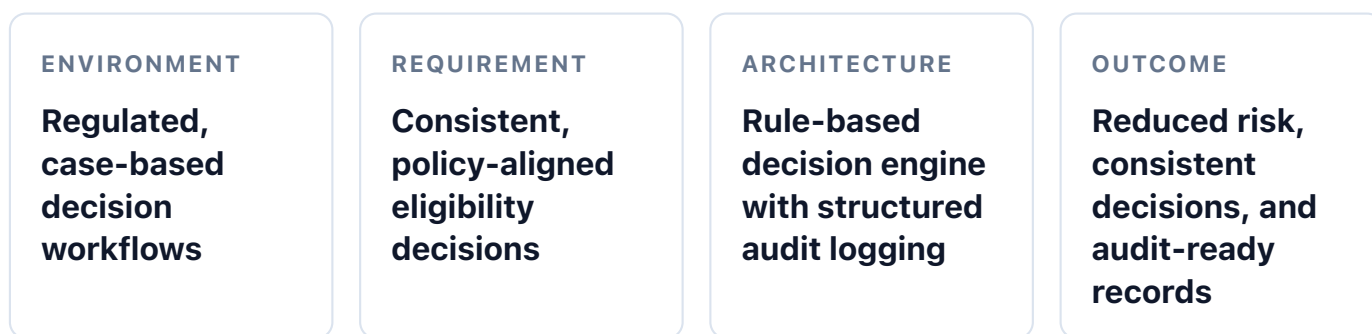 ENVIRONMENT
Regulated,
case-based
decision
workflows
REQUIREMENT
Consistent,
policy-aligned
eligibility
decisions
ARCHITECTURE
Rule-based
decision engine
with structured
audit logging
OUTCOME
Reduced risk,
consistent
decisions, and
audit-ready
records